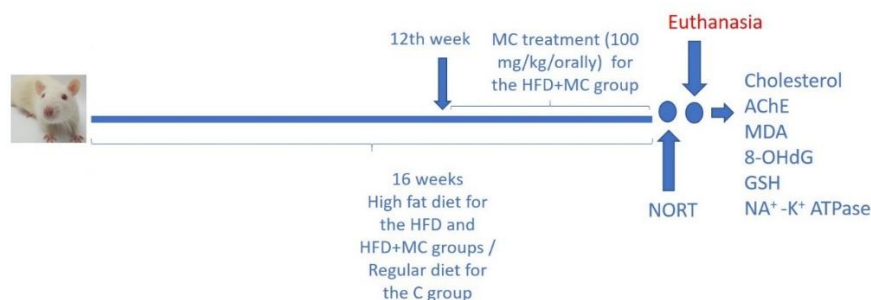 Euthanasia
12th week
MC treatment (100
mg/kg/orally) for
the HFD+MC group
Cholesterol
AChE
MDA
8-OHdG
GSH
NA⁺ -K⁺ ATPase
NORT
16 weeks
High fat diet for
the HFD and
HFD+MC groups /
Regular diet for
the C group